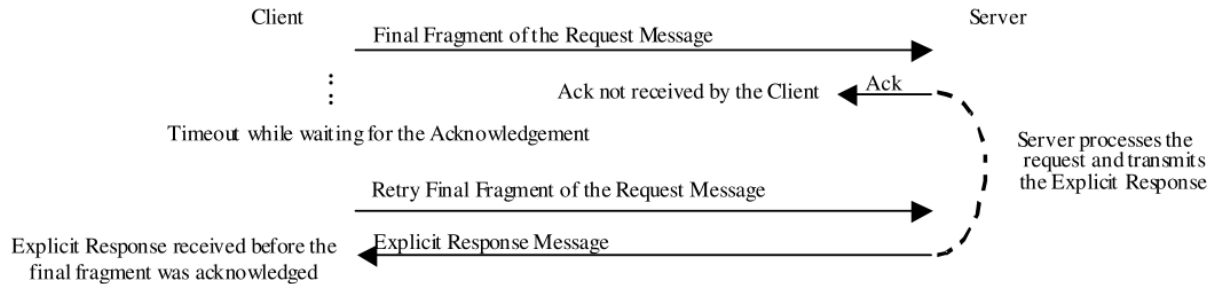 Client
Server
Final Fragment of the Request Message
Ack not received by the Client
Ack
Timeout while waiting for the Acknowledgement
Server processes the
request and transmits
the Explicit Response
Retry Final Fragment of the Request Message
Explicit Response Message
Explicit Response received before the
final fragment was acknowledged